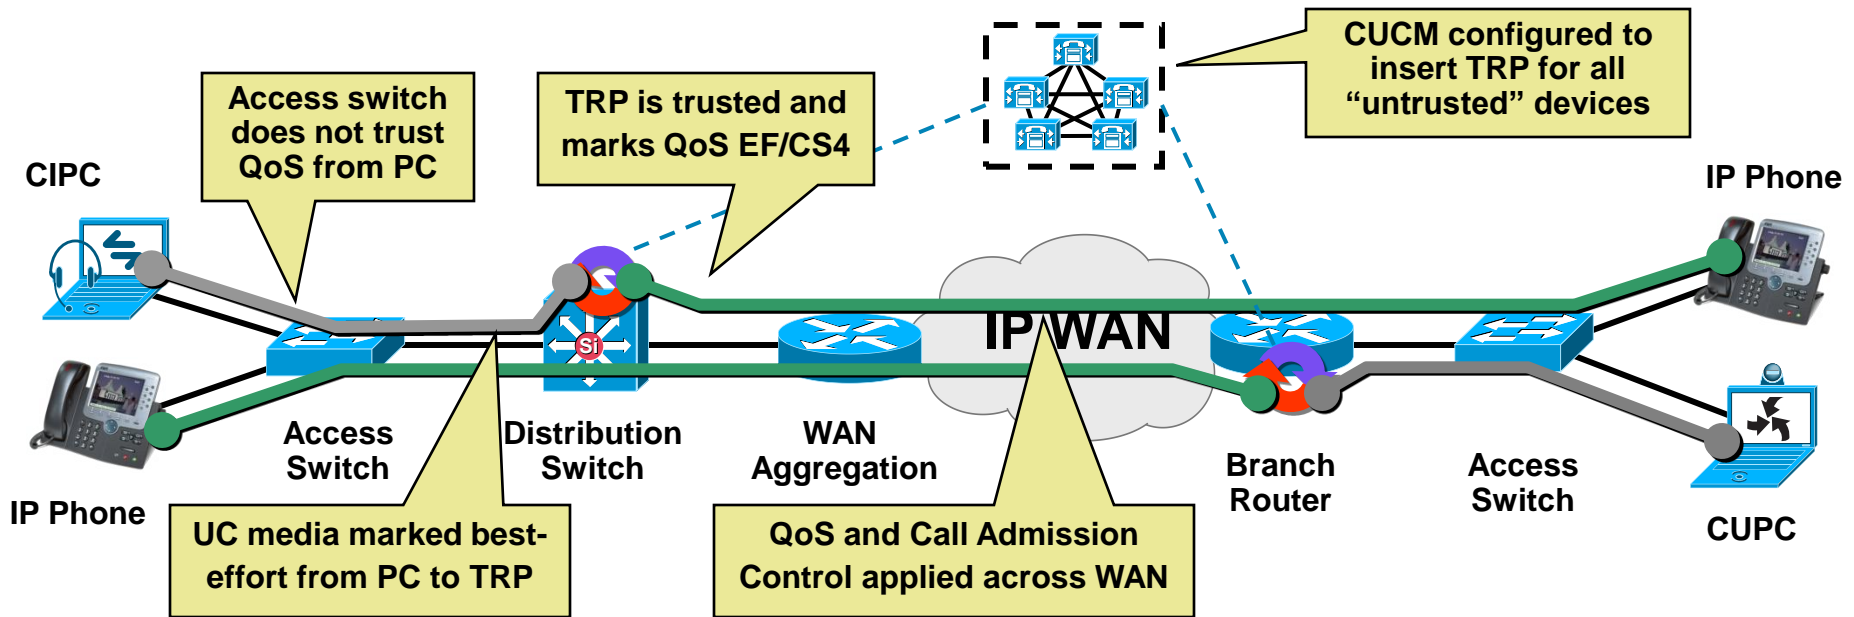 CUCM configured to
insert TRP for all
“untrusted” devices
Access switch
does not trust
QoS from PC
TRP is trusted and
marks QoS EF/CS4
CIPC
IP Phone
Si
IP WAN
Access
Switch
Distribution
Switch
WAN
Aggregation
Branch
Router
Access
Switch
IP Phone
CUPC
UC media marked best-
effort from PC to TRP
QoS and Call Admission
Control applied across WAN